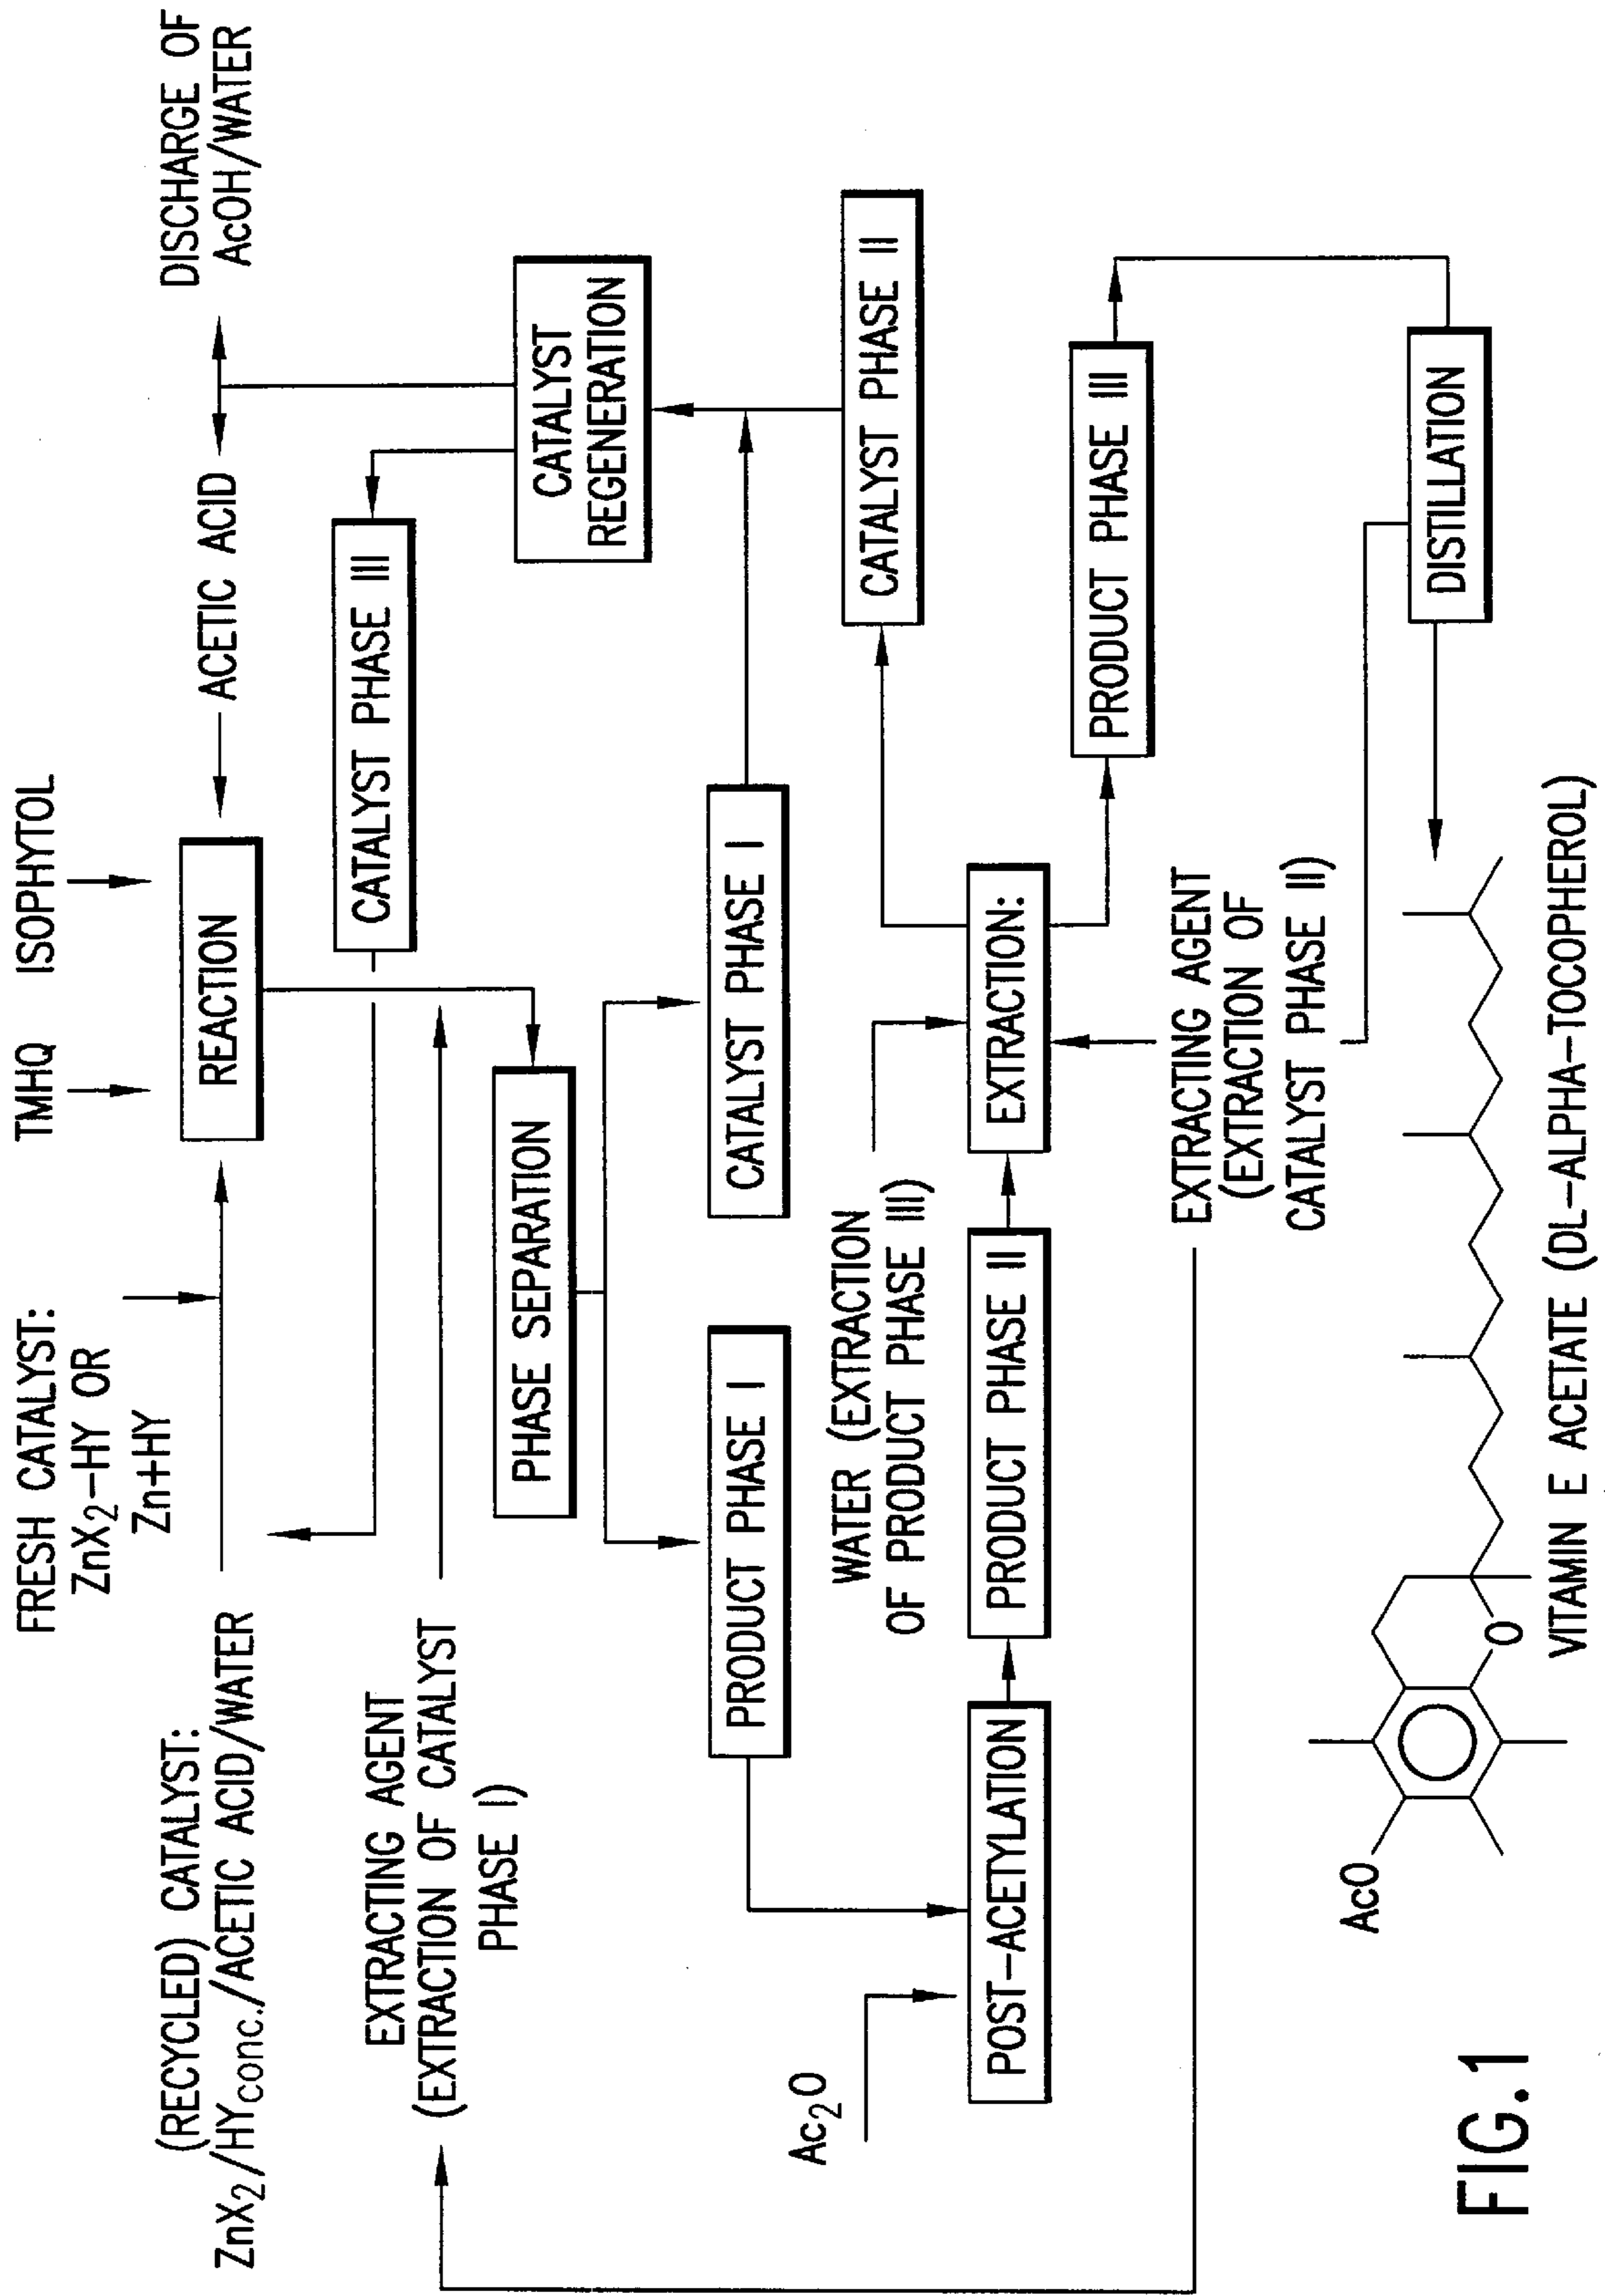 FRESH CATALYST:
ZnX2-HY OR
Zn+HY
TMHQ
ISOPHYTOL
(RECYCLED) CATALYST:
ZnX2/HYconc./ACETIC ACID/WATER
REACTION
ACETIC ACID
DISCHARGE OF
AcOH/WATER
CATALYST PHASE III
EXTRACTING AGENT
(EXTRACTION OF CATALYST
PHASE I)
PHASE SEPARATION
CATALYST
REGENERATION
PRODUCT PHASE I
CATALYST PHASE I
Ac2O
WATER (EXTRACTION
OF PRODUCT PHASE III)
CATALYST PHASE II
POST-ACETYLATION
PRODUCT PHASE II
EXTRACTION:
PRODUCT PHASE III
EXTRACTING AGENT
(EXTRACTION OF
CATALYST PHASE II)
DISTILLATION
AcO
O
VITAMIN E ACETATE (DL-ALPHA-TOCOPHEROL)
FIG.1